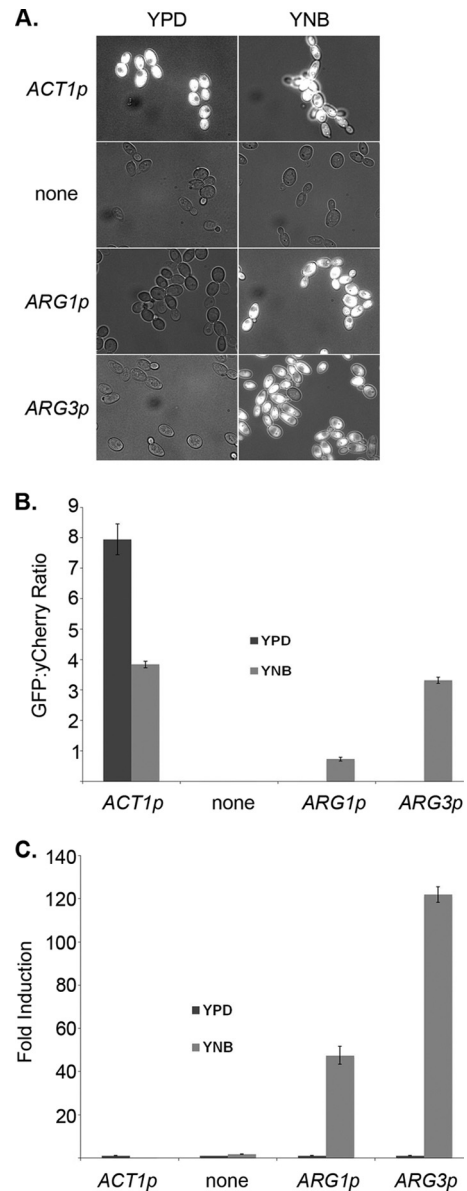 A.
YPD YNB
ACT1p
none
ARG1p
ARG3p
B.
GFP:yCherry Ratio
9
8
7
6
5
4
3
2
1
YPD
YNB
ACT1p none ARG1p ARG3p
C.
Fold Induction
140
120
100
80
60
40
20
YPD
YNB
ACT1p none ARG1p ARG3p